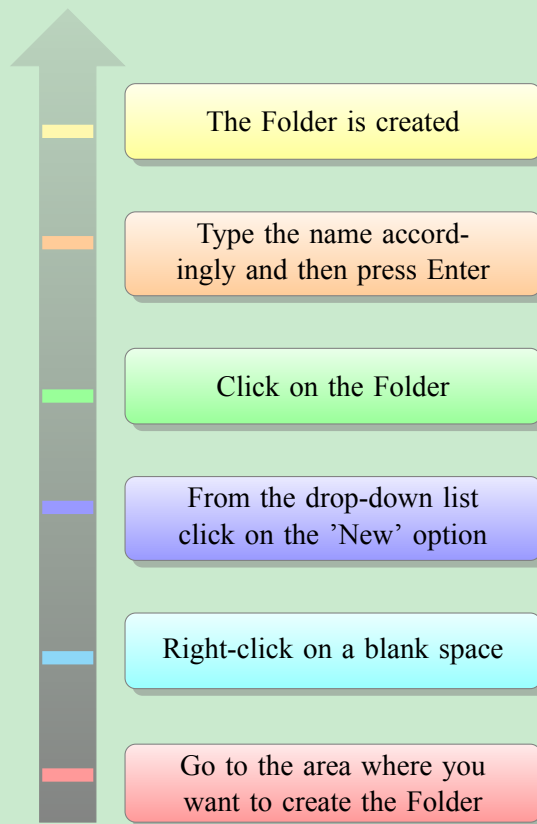 The Folder is created
Type the name accord-
ingly and then press Enter
Click on the Folder
From the drop-down list
click on the ’New’ option
Right-click on a blank space
Go to the area where you
want to create the Folder